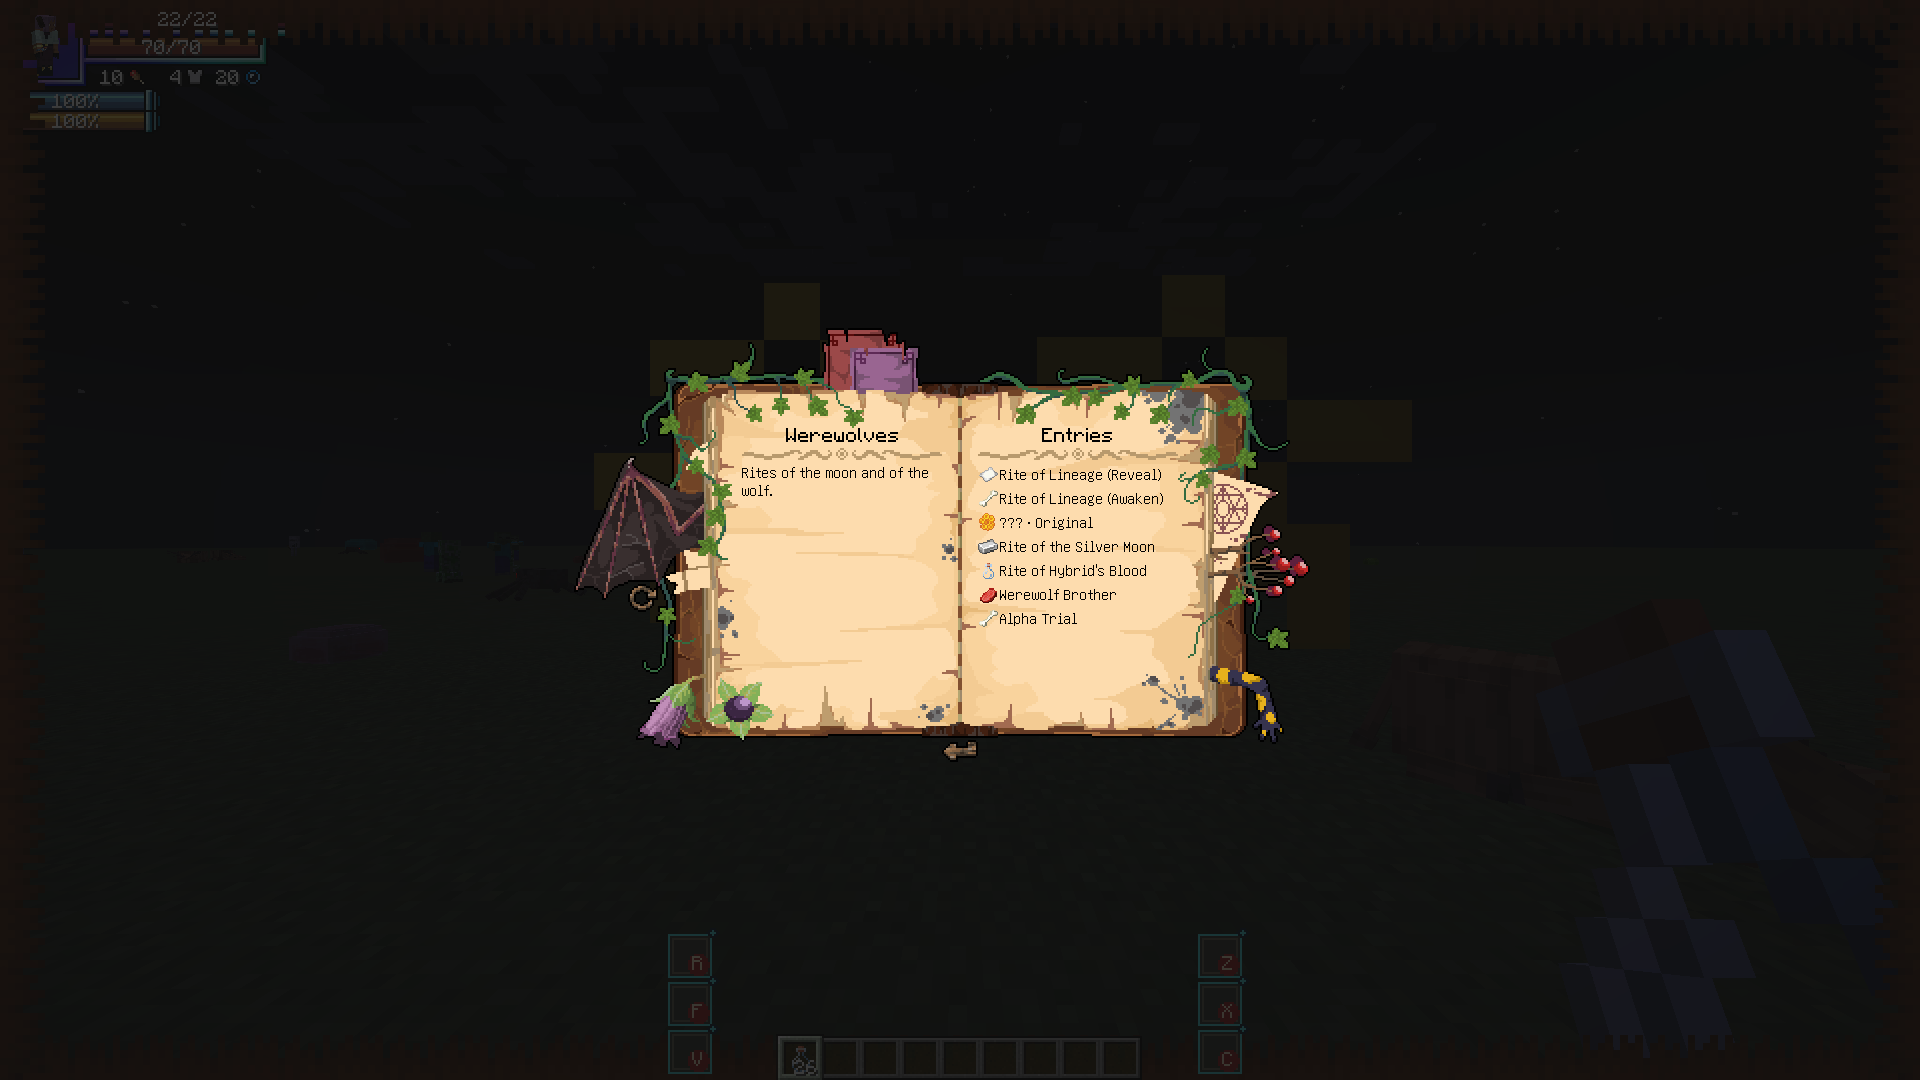 22/22
70/70
10 4 20
100%
100%
Werewolves
Rites of the moon and of the
wolf.
Entries
Rite of Lineage (Reveal)
Rite of Lineage (Awaken)
??? · Original
Rite of the Silver Moon
Rite of Hybrid's Blood
Werewolf Brother
Alpha Trial
R
F
V
Z
X
C
26